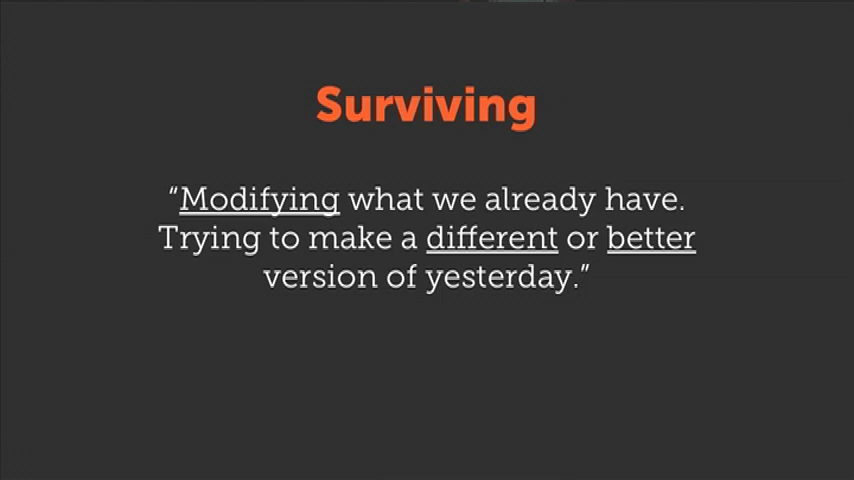 Surviving
“Modifying what we already have.
Trying to make a different or better
version of yesterday.”